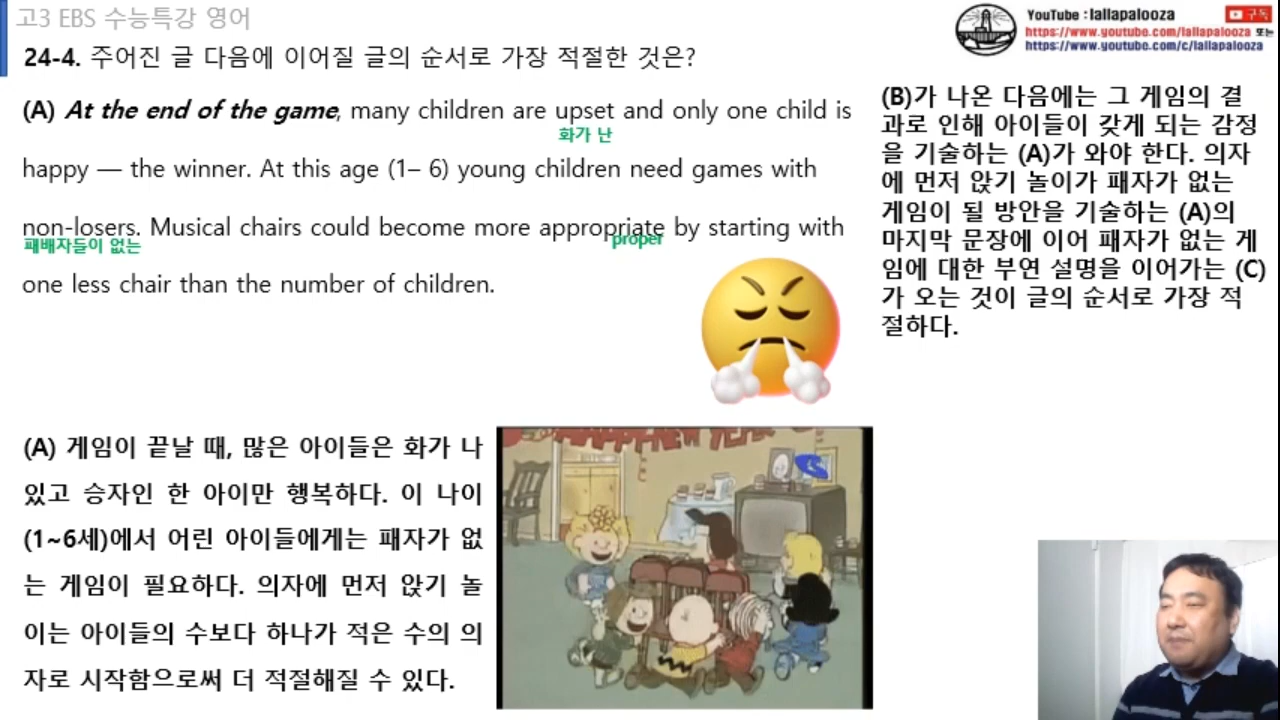 고3 EBS 수능특강 영어
YouTube : lallapalooza
구독
https://www.youtube.com/lallapalooza 또는
https://www.youtube.com/c/lallapalooza
24-4. 주어진 글 다음에 이어질 글의 순서로 가장 적절한 것은?
(A) At the end of the game, many children are upset and only one child is
화가 난
happy — the winner. At this age (1– 6) young children need games with
non-losers. Musical chairs could become more appropriate by starting with
패배자들이 없는
proper
one less chair than the number of children.
(B)가 나온 다음에는 그 게임의 결
과로 인해 아이들이 갖게 되는 감정
을 기술하는 (A)가 와야 한다. 의자
에 먼저 앉기 놀이가 패자가 없는
게임이 될 방안을 기술하는 (A)의
마지막 문장에 이어 패자가 없는 게
임에 대한 부연 설명을 이어가는 (C)
가 오는 것이 글의 순서로 가장 적
절하다.
(A) 게임이 끝날 때, 많은 아이들은 화가 나
있고 승자인 한 아이만 행복하다. 이 나이
(1~6세)에서 어린 아이들에게는 패자가 없
는 게임이 필요하다. 의자에 먼저 앉기 놀
이는 아이들의 수보다 하나가 적은 수의 의
자로 시작함으로써 더 적절해질 수 있다.